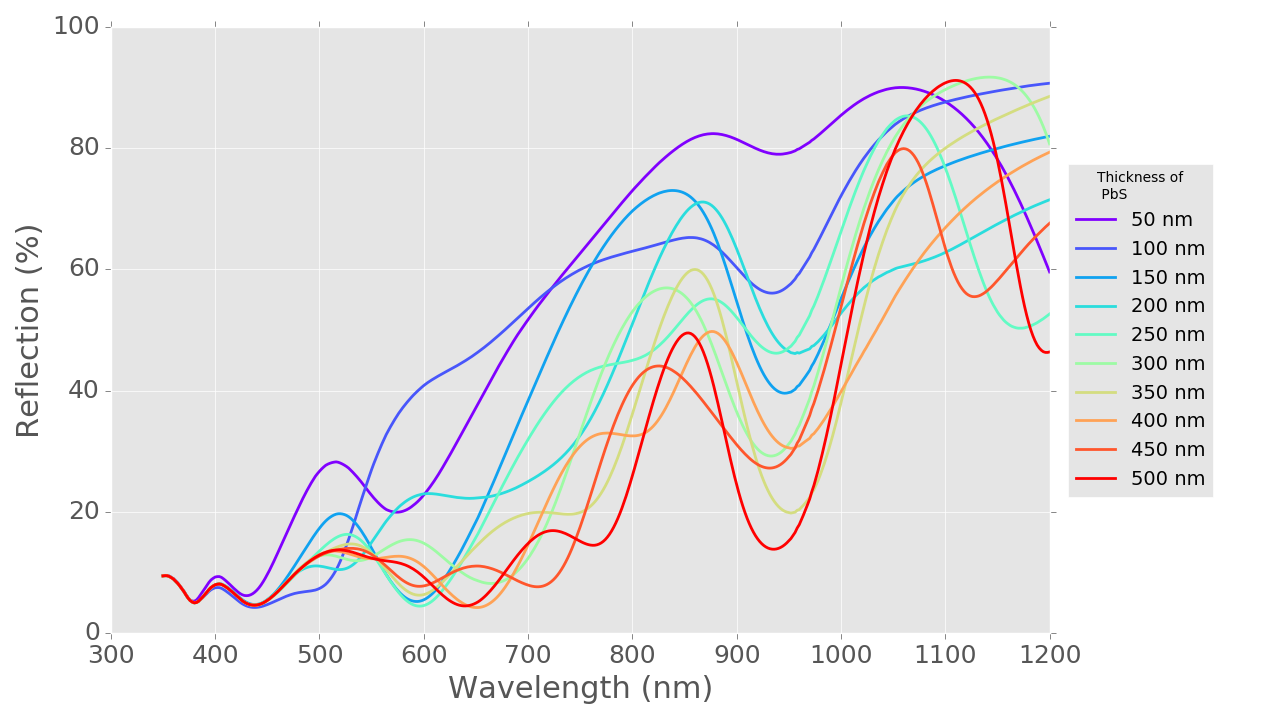 100
80
60
40
20
0
Reflection (%)
300 400 500 600 700 800 900 1000 1100 1200
Wavelength (nm)
Thickness of
PbS
50 nm
100 nm
150 nm
200 nm
250 nm
300 nm
350 nm
400 nm
450 nm
500 nm